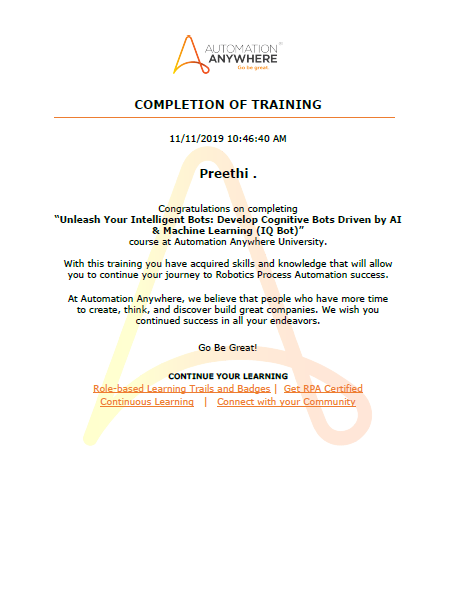 AUTOMATION
ANYWHERE
Go be great.
COMPLETION OF TRAINING
11/11/2019 10:46:40 AM
Preethi .
Congratulations on completing
“Unleash Your Intelligent Bots: Develop Cognitive Bots Driven by AI
& Machine Learning (IQ Bot)”
course at Automation Anywhere University.
With this training you have acquired skills and knowledge that will allow
you to continue your journey to Robotics Process Automation success.
At Automation Anywhere, we believe that people who have more time
to create, think, and discover build great companies. We wish you
continued success in all your endeavors.
Go Be Great!
CONTINUE YOUR LEARNING
Role-based Learning Trails and Badges | Get RPA Certified
Continuous Learning | Connect with your Community